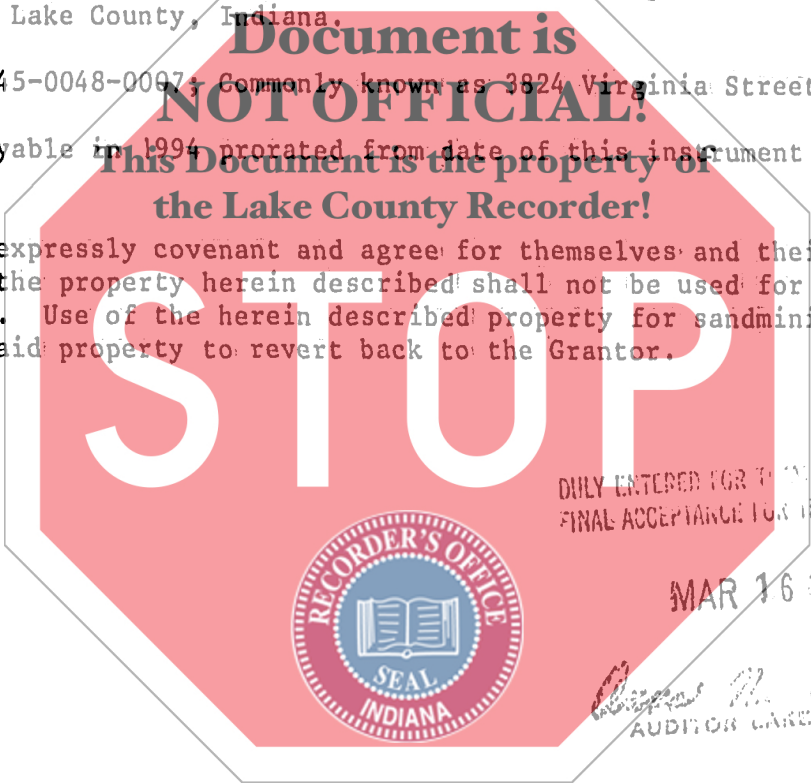 Lake County, Indiana.
Document is
45-0048-0007; Commonly known as 3824 Virginia Street
NOT OFFICIAL!
yable in 1994 prorated from date of this instrument
This Document is the property of
the Lake County Recorder!
expressly covenant and agree for themselves and thei
the property herein described shall not be used for
. Use of the herein described property for sandmini
aid property to revert back to the Grantor.
STOP
DULY ENTERED FOR
FINAL ACCEPTANCE FOR
RECORDER'S OFFICE
MAR 16
SEAL
INDIANA
AUDITOR LAKE